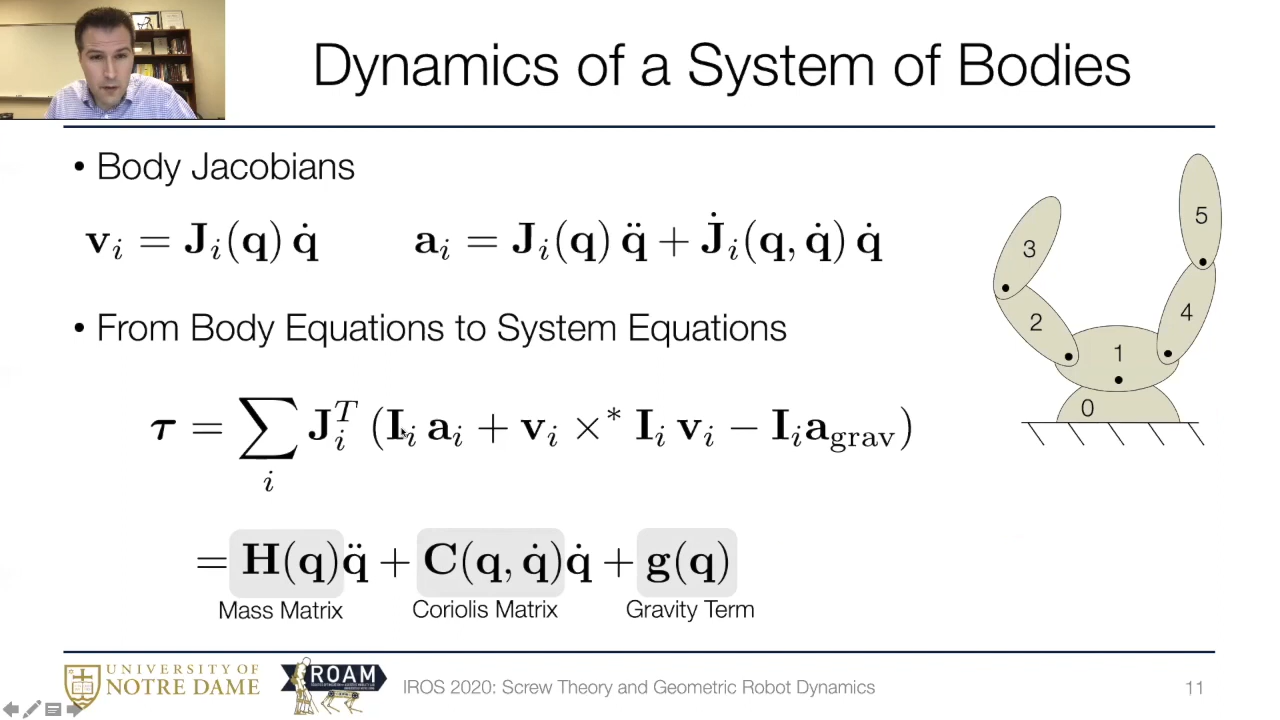 Dynamics of a System of Bodies
• Body Jacobians
𝐯ᵢ = 𝐉ᵢ(𝐪) 𝐪̇    𝐚ᵢ = 𝐉ᵢ(𝐪) 𝐪̈ + 𝐉̇ᵢ(𝐪, 𝐪̇) 𝐪̇
• From Body Equations to System Equations
𝛕 = ∑ᵢ 𝐉ᵢᵀ (𝐈ᵢ 𝐚ᵢ + 𝐯ᵢ ×* 𝐈ᵢ 𝐯ᵢ − 𝐈ᵢ𝐚_grav)
= 𝐇(𝐪)𝐪̈ + 𝐂(𝐪, 𝐪̇)𝐪̇ + 𝐠(𝐪)
Mass Matrix    Coriolis Matrix    Gravity Term
3
5
2
4
1
0
UNIVERSITY OF
NOTRE DAME
ROAM
IROS 2020: Screw Theory and Geometric Robot Dynamics
11